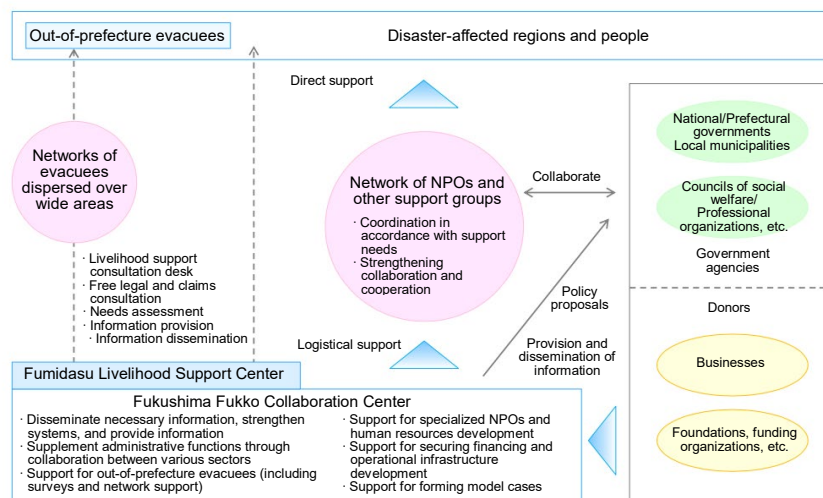 Out-of-prefecture evacuees
Disaster-affected regions and people
Direct support
Networks of
evacuees
dispersed over
wide areas
Network of NPOs and
other support groups
· Coordination in
accordance with support
needs
· Strengthening
collaboration and
cooperation
Collaborate
National/Prefectural
governments
Local municipalities
Councils of social
welfare/
Professional
organizations, etc.
Government
agencies
· Livelihood support
consultation desk
· Free legal and claims
consultation
· Needs assessment
· Information provision
· Information dissemination
Policy
proposals
Logistical support
Provision and
dissemination of
information
Donors
Businesses
Foundations, funding
organizations, etc.
Fumidasu Livelihood Support Center
Fukushima Fukko Collaboration Center
· Disseminate necessary information, strengthen
systems, and provide information
· Supplement administrative functions through
collaboration between various sectors
· Support for out-of-prefecture evacuees (including
surveys and network support)
· Support for specialized NPOs and
human resources development
· Support for securing financing and
operational infrastructure
development
· Support for forming model cases